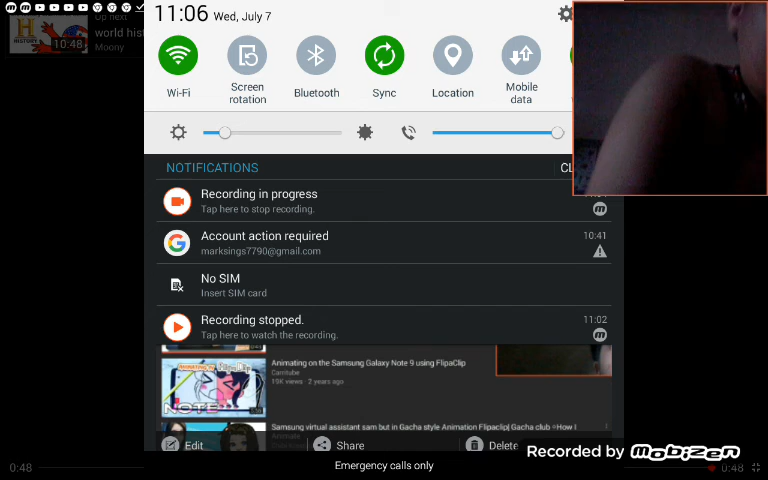 11:06 Wed, July 7
Up next
world hist
Moony
10:48
Wi-Fi
Screen
rotation
Bluetooth
Sync
Location
Mobile
data
NOTIFICATIONS
CL
Recording in progress
Tap here to stop recording.
Account action required
10:41
marksings7790@gmail.com
No SIM
Insert SIM card
Recording stopped.
11:02
Tap here to watch the recording.
Animating on the Samsung Galaxy Note 9 using FlipaClip
19K views · 2 years ago
NOTE
Samsung virtual assistant sam but in Gacha style Animation Flipaclip| Gacha club
Edit
Share
Delete
Recorded by Mobizen
0:48
Emergency calls only
0:48